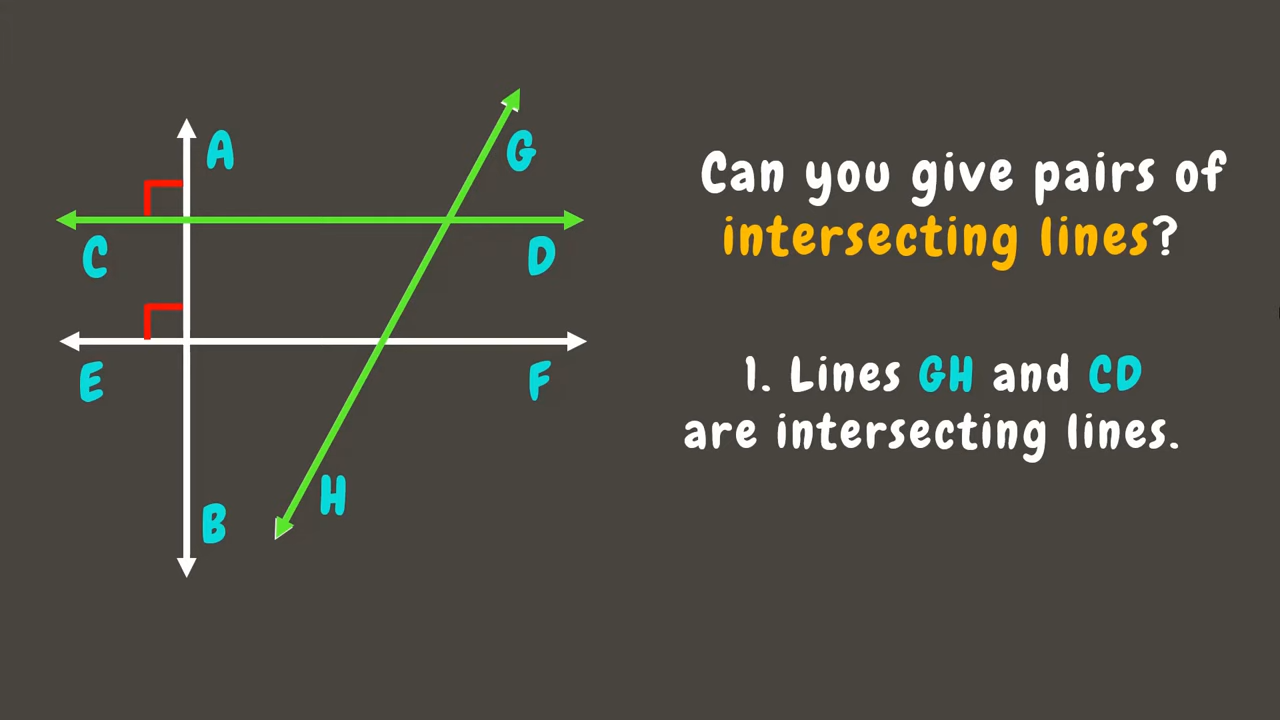 A
G
C
D
E
F
H
B
Can you give pairs of
intersecting lines?
1. Lines GH and CD
are intersecting lines.